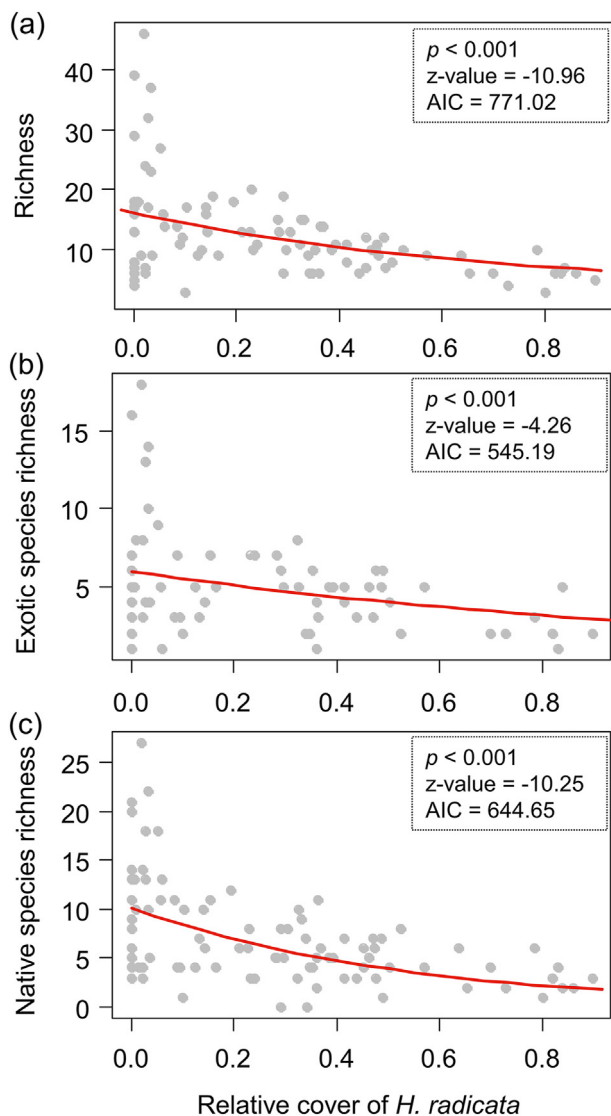 (a)
Richness
40
30
20
10
p < 0.001
z-value = -10.96
AIC = 771.02
0.0 0.2 0.4 0.6 0.8
(b)
Exotic species richness
15
10
5
p < 0.001
z-value = -4.26
AIC = 545.19
0.0 0.2 0.4 0.6 0.8
(c)
Native species richness
25
20
15
10
5
0
p < 0.001
z-value = -10.25
AIC = 644.65
0.0 0.2 0.4 0.6 0.8
Relative cover of H. radicata